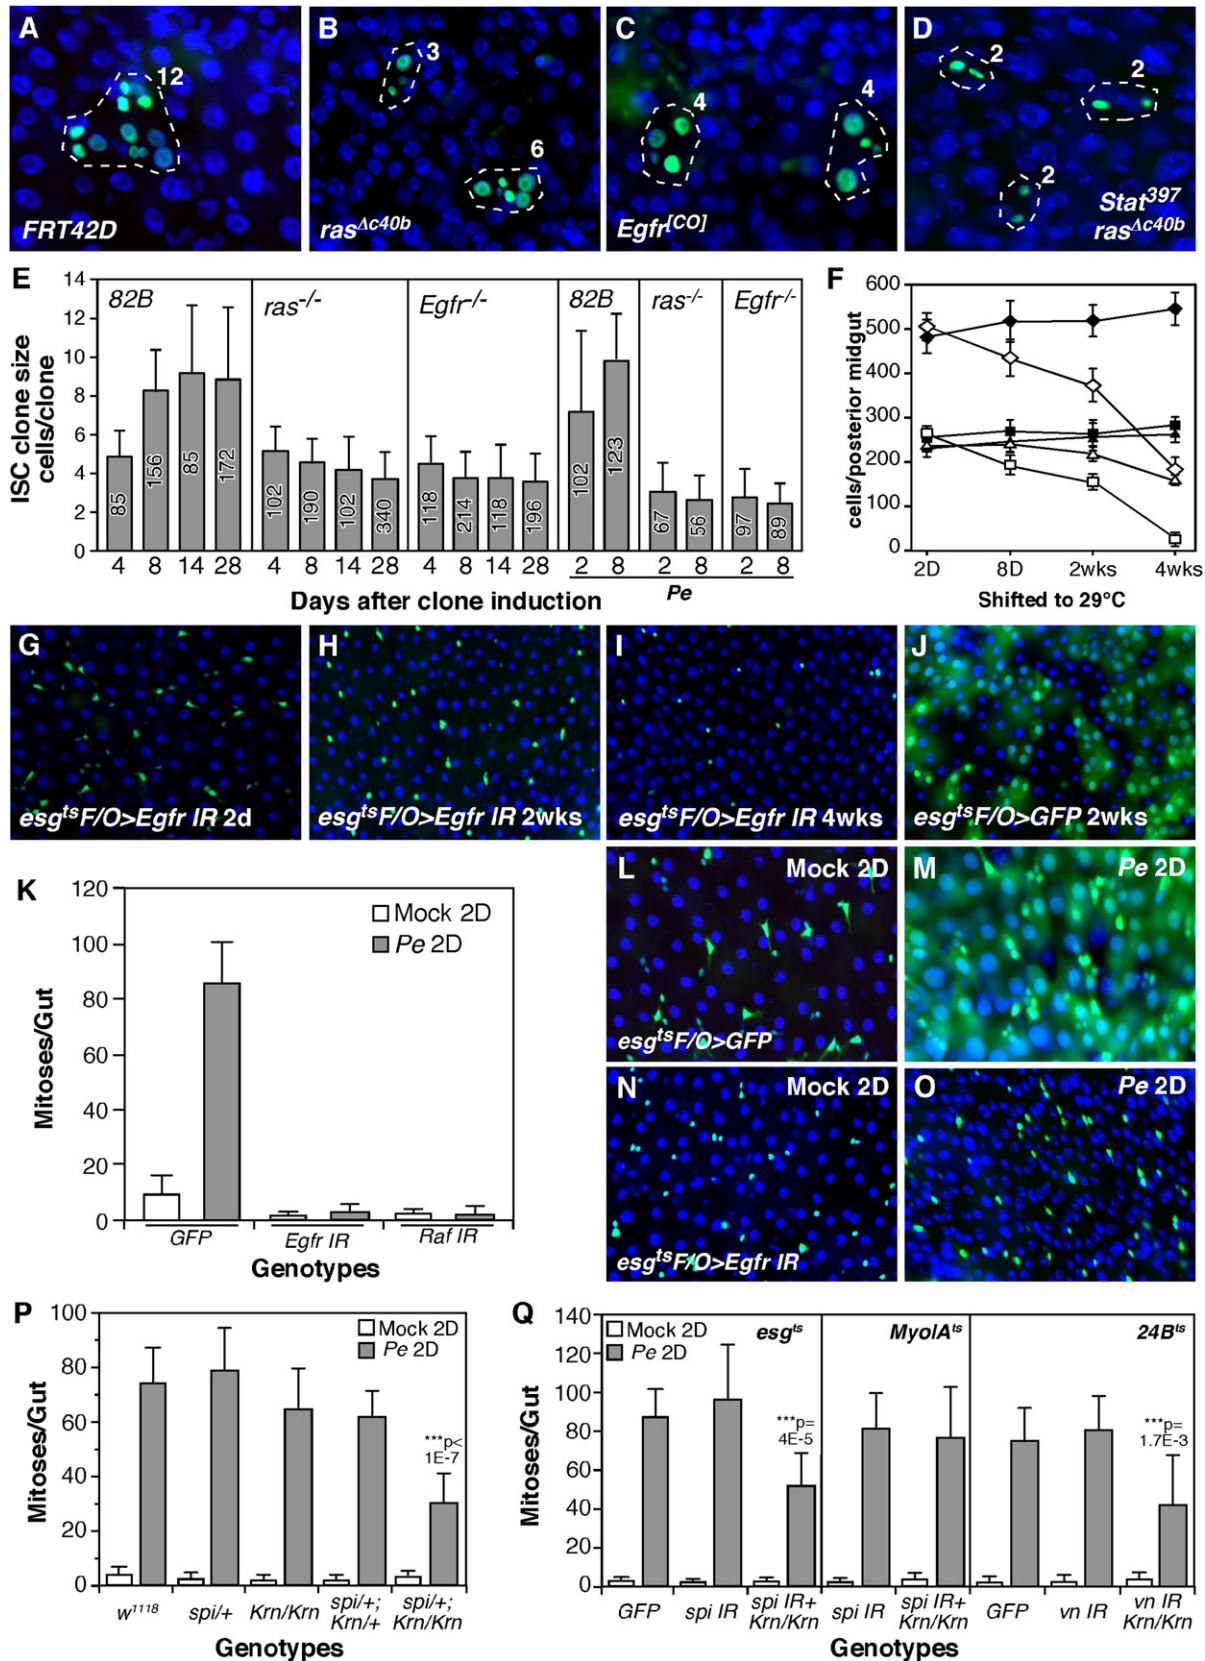 A
12
FRT42D
B
3
6
ras^Δc40b
C
4
4
Egfr^[CO]
D
2
2
2
Stat^397
ras^Δc40b
E
ISC clone size
cells/clone
14
12
10
8
6
4
2
0
82B
ras^-/-
Egfr^-/-
82B
ras^-/-
Egfr^-/-
85
156
85
172
102
190
102
340
118
214
118
196
102
123
67
56
97
89
4 8 14 28 4 8 14 28 4 8 14 28 2 8 2 8 2 8
Pe
Days after clone induction
F
cells/posterior midgut
600
500
400
300
200
100
0
2D 8D 2wks 4wks
Shifted to 29°C
G
esg^tsF/O>Egfr IR 2d
H
esg^tsF/O>Egfr IR 2wks
I
esg^tsF/O>Egfr IR 4wks
J
esg^tsF/O>GFP 2wks
K
Mitoses/Gut
120
100
80
60
40
20
0
Mock 2D
Pe 2D
GFP Egfr IR Raf IR
Genotypes
L
Mock 2D
esg^tsF/O>GFP
M
Pe 2D
N
Mock 2D
esg^tsF/O>Egfr IR
O
Pe 2D
P
Mitoses/Gut
100
80
60
40
20
0
Mock 2D
Pe 2D
***p<
1E-7
w^1118 spi/+ Krn/Krn spi/+; Krn/+ spi/+; Krn/Krn
Genotypes
Q
Mitoses/Gut
140
120
100
80
60
40
20
0
Mock 2D
Pe 2D
esg^ts
MyoIA^ts
24B^ts
***p=
4E-5
***p=
1.7E-3
GFP spi IR spi IR+ Krn/Krn spi IR spi IR+ Krn/Krn GFP vn IR vn IR Krn/Krn
Genotypes